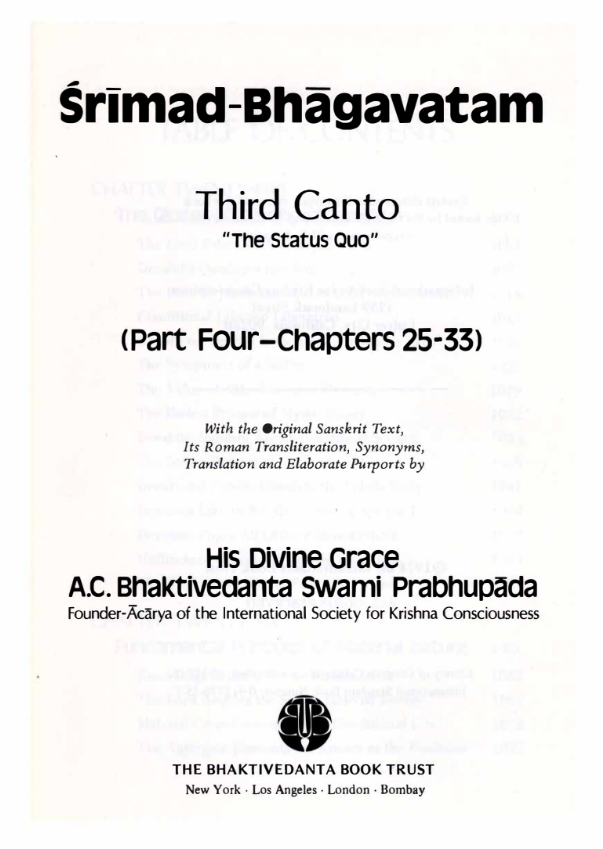 Śrīmad-Bhāgavatam
Third Canto
"The Status Quo"
(Part Four—Chapters 25-33)
With the Original Sanskrit Text,
Its Roman Transliteration, Synonyms,
Translation and Elaborate Purports by
His Divine Grace
A.C. Bhaktivedanta Swami Prabhupāda
Founder-Ācārya of the International Society for Krishna Consciousness
BBT
THE BHAKTIVEDANTA BOOK TRUST
New York · Los Angeles · London · Bombay